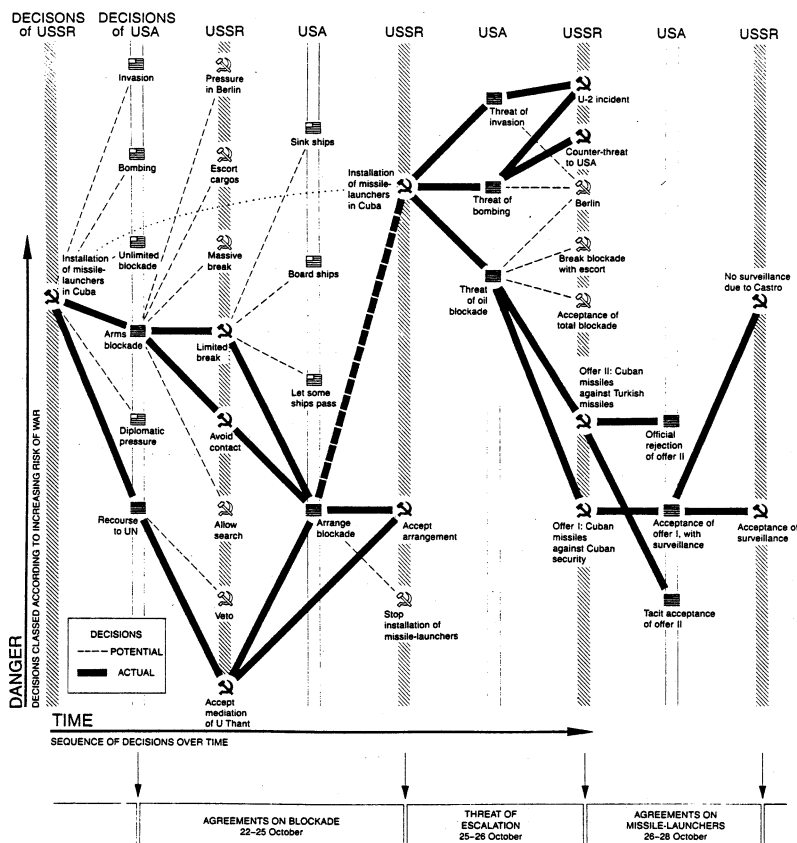 DECISONS
of USSR
DECISIONS
of USA
USSR
USA
USSR
USA
USSR
USA
USSR
Invasion
Bombing
Unlimited
blockade
Arms
blockade
Diplomatic
pressure
Recourse
to UN
Installation
of missile-
launchers
in Cuba
Pressure
in Berlin
Escort
cargos
Massive
break
Limited
break
Avoid
contact
Allow
search
Veto
Accept
mediation
of U Thant
Sink ships
Board ships
Let some
ships pass
Arrange
blockade
Installation
of missile-
launchers
in Cuba
Accept
arrangement
Stop
installation of
missile-launchers
Threat of
invasion
Threat of
bombing
Threat of oil
blockade
U-2 incident
Counter-threat
to USA
Berlin
Break blockade
with escort
Acceptance of
total blockade
Offer II: Cuban
missiles
against Turkish
missiles
Offer I: Cuban
missiles
against Cuban
security
Official
rejection
of offer II
Acceptance of
offer I, with
surveillance
Tacit acceptance
of offer II
No surveillance
due to Castro
Acceptance of
surveillance
DANGER
DECISIONS CLASSED ACCORDING TO INCREASING RISK OF WAR
DECISIONS
POTENTIAL
ACTUAL
TIME
SEQUENCE OF DECISIONS OVER TIME
AGREEMENTS ON BLOCKADE
22–25 October
THREAT OF
ESCALATION
25–26 October
AGREEMENTS ON
MISSILE-LAUNCHERS
26–28 October